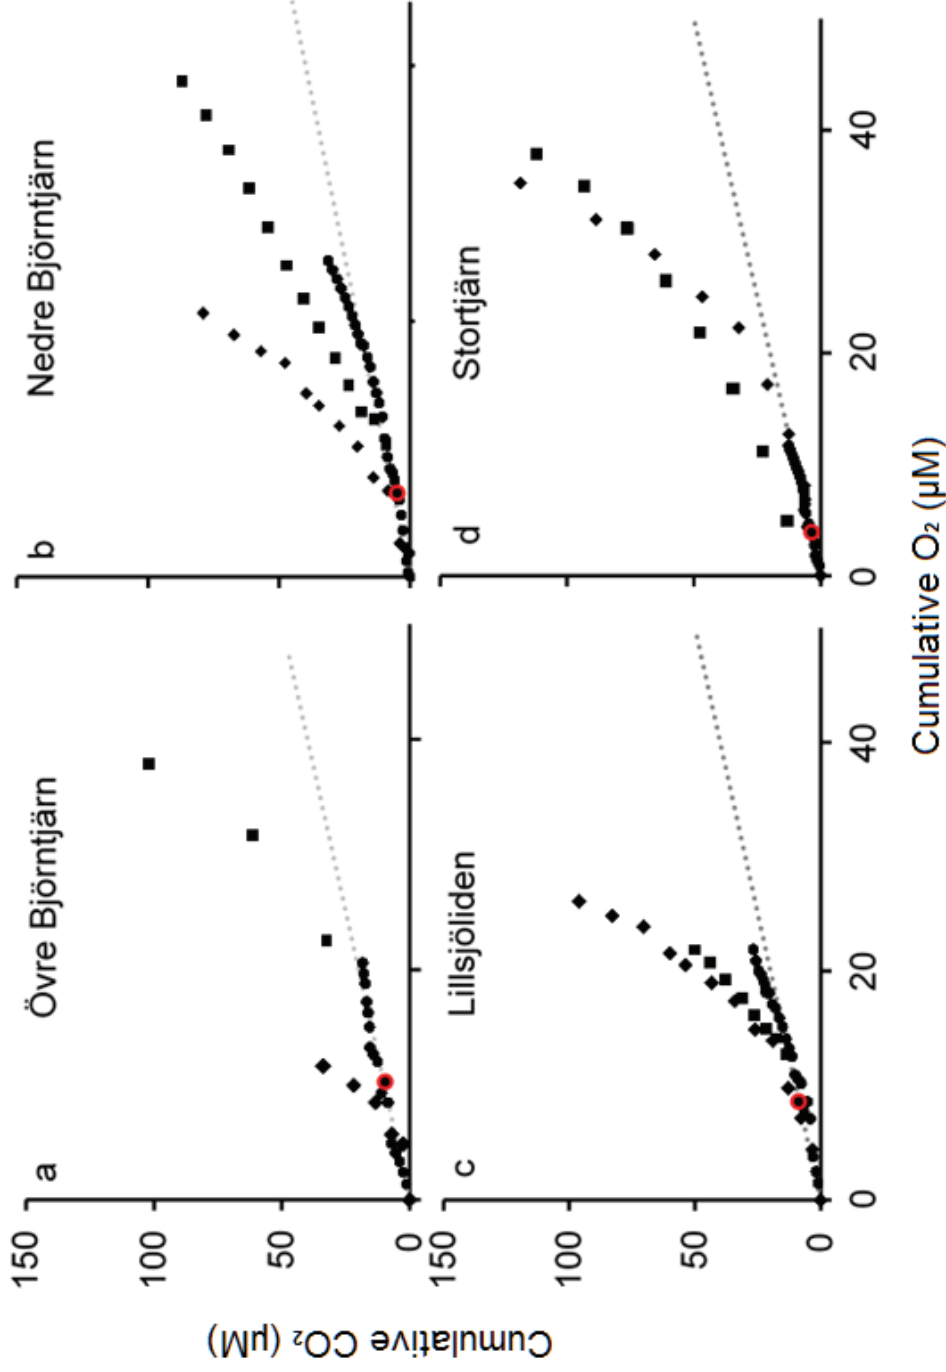 a
Övre Björntjärn
b
Nedre Björntjärn
150
100
50
0
c
Lillsjöliden
d
Stortjärn
150
100
50
0
0
20
40
0
20
40
Cumulative CO₂ (µM)
Cumulative O₂ (µM)